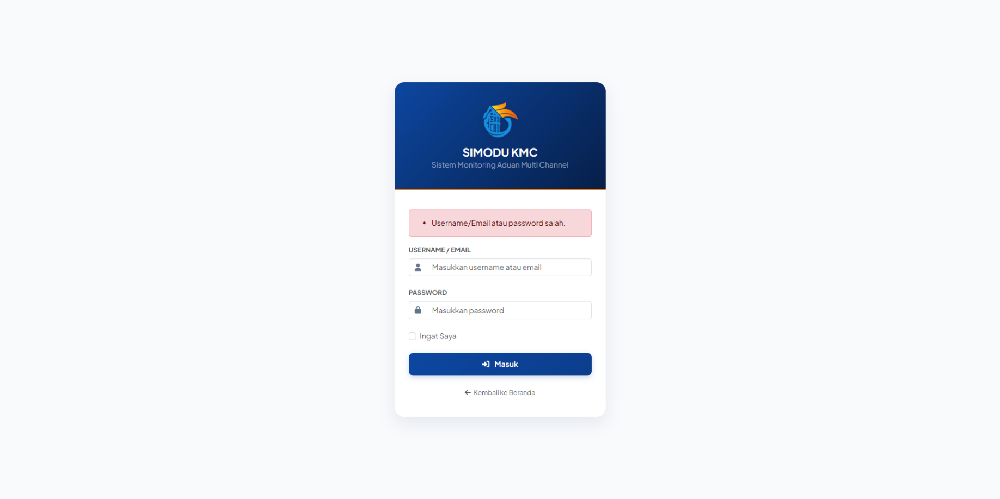 SIMODU KMC
Sistem Monitoring Aduan Multi Channel
Username/Email atau password salah.
USERNAME / EMAIL
Masukkan username atau email
PASSWORD
Masukkan password
Ingat Saya
Masuk
Kembali ke Beranda